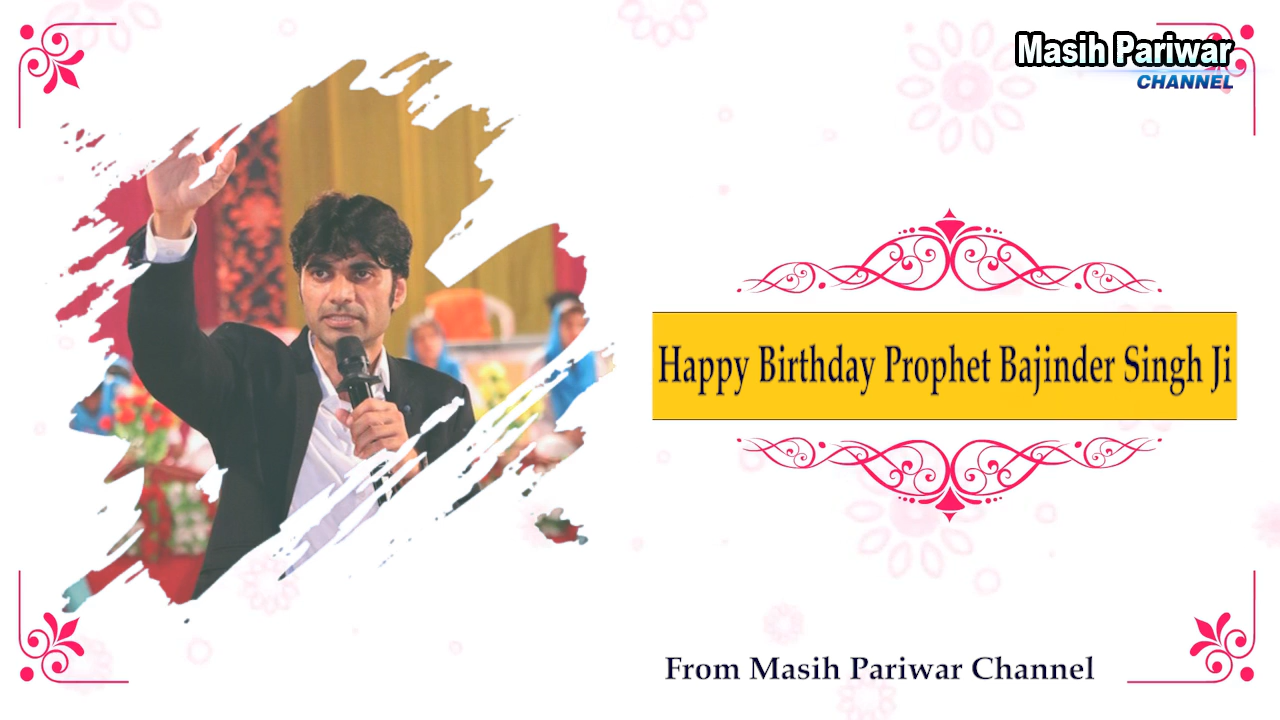 Masih Pariwar
CHANNEL
Happy Birthday Prophet Bajinder Singh Ji
From Masih Pariwar Channel